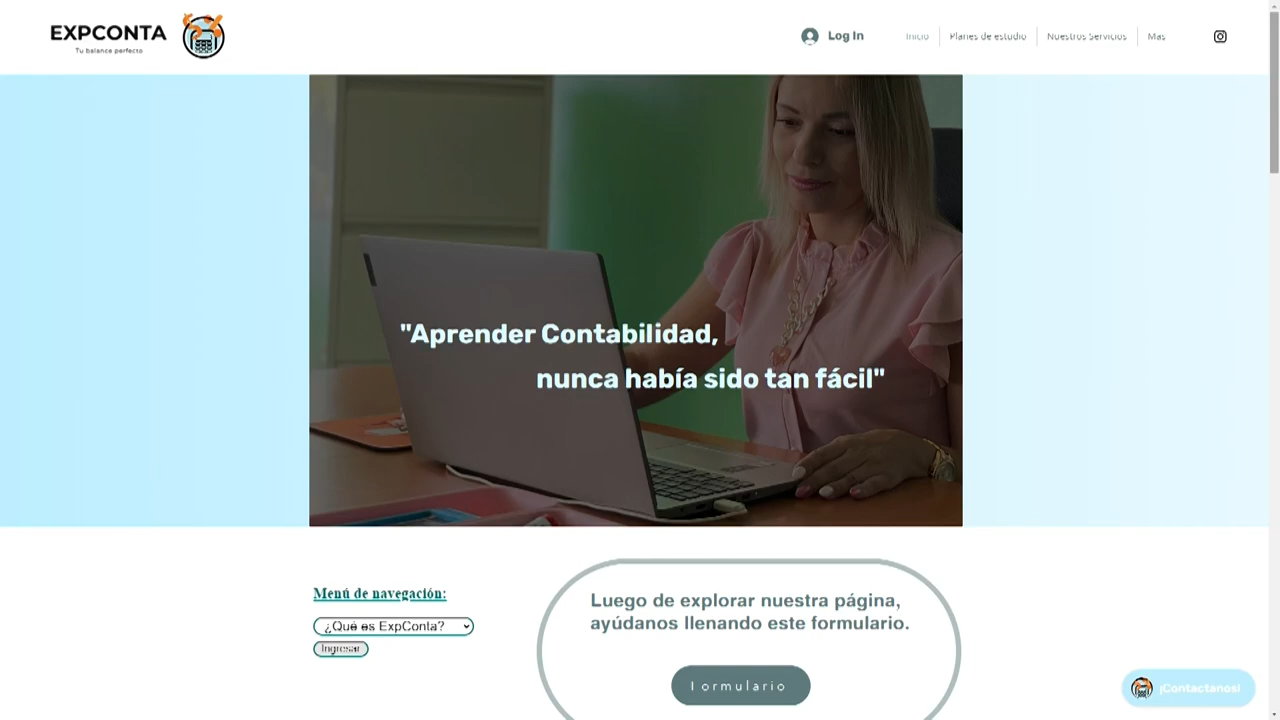 EXPCONTA
Tu balance perfecto
Log In
Inicio
Planes de estudio
Nuestros Servicios
Mas
"Aprender Contabilidad,
nunca había sido tan fácil"
Menú de navegación:
¿Qué es ExpConta?
Ingresar
Luego de explorar nuestra página,
ayúdanos llenando este formulario.
Formulario
¡Contactanos!